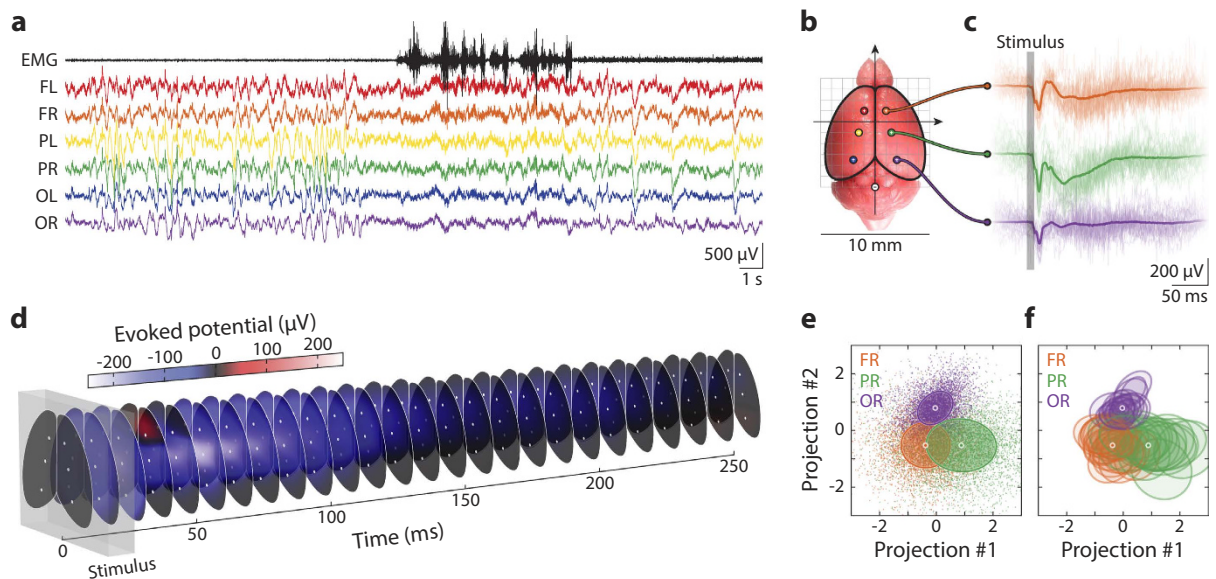 a
EMG
FL
FR
PL
PR
OL
OR
500 µV
1 s
b
10 mm
c
Stimulus
200 µV
50 ms
d
Evoked potential (µV)
-200 -100 0 100 200
0 50 100 150 200 250
Time (ms)
Stimulus
e
FR
PR
OR
Projection #2
2
0
-2
-2 0 2
Projection #1
f
FR
PR
OR
-2 0 2
Projection #1